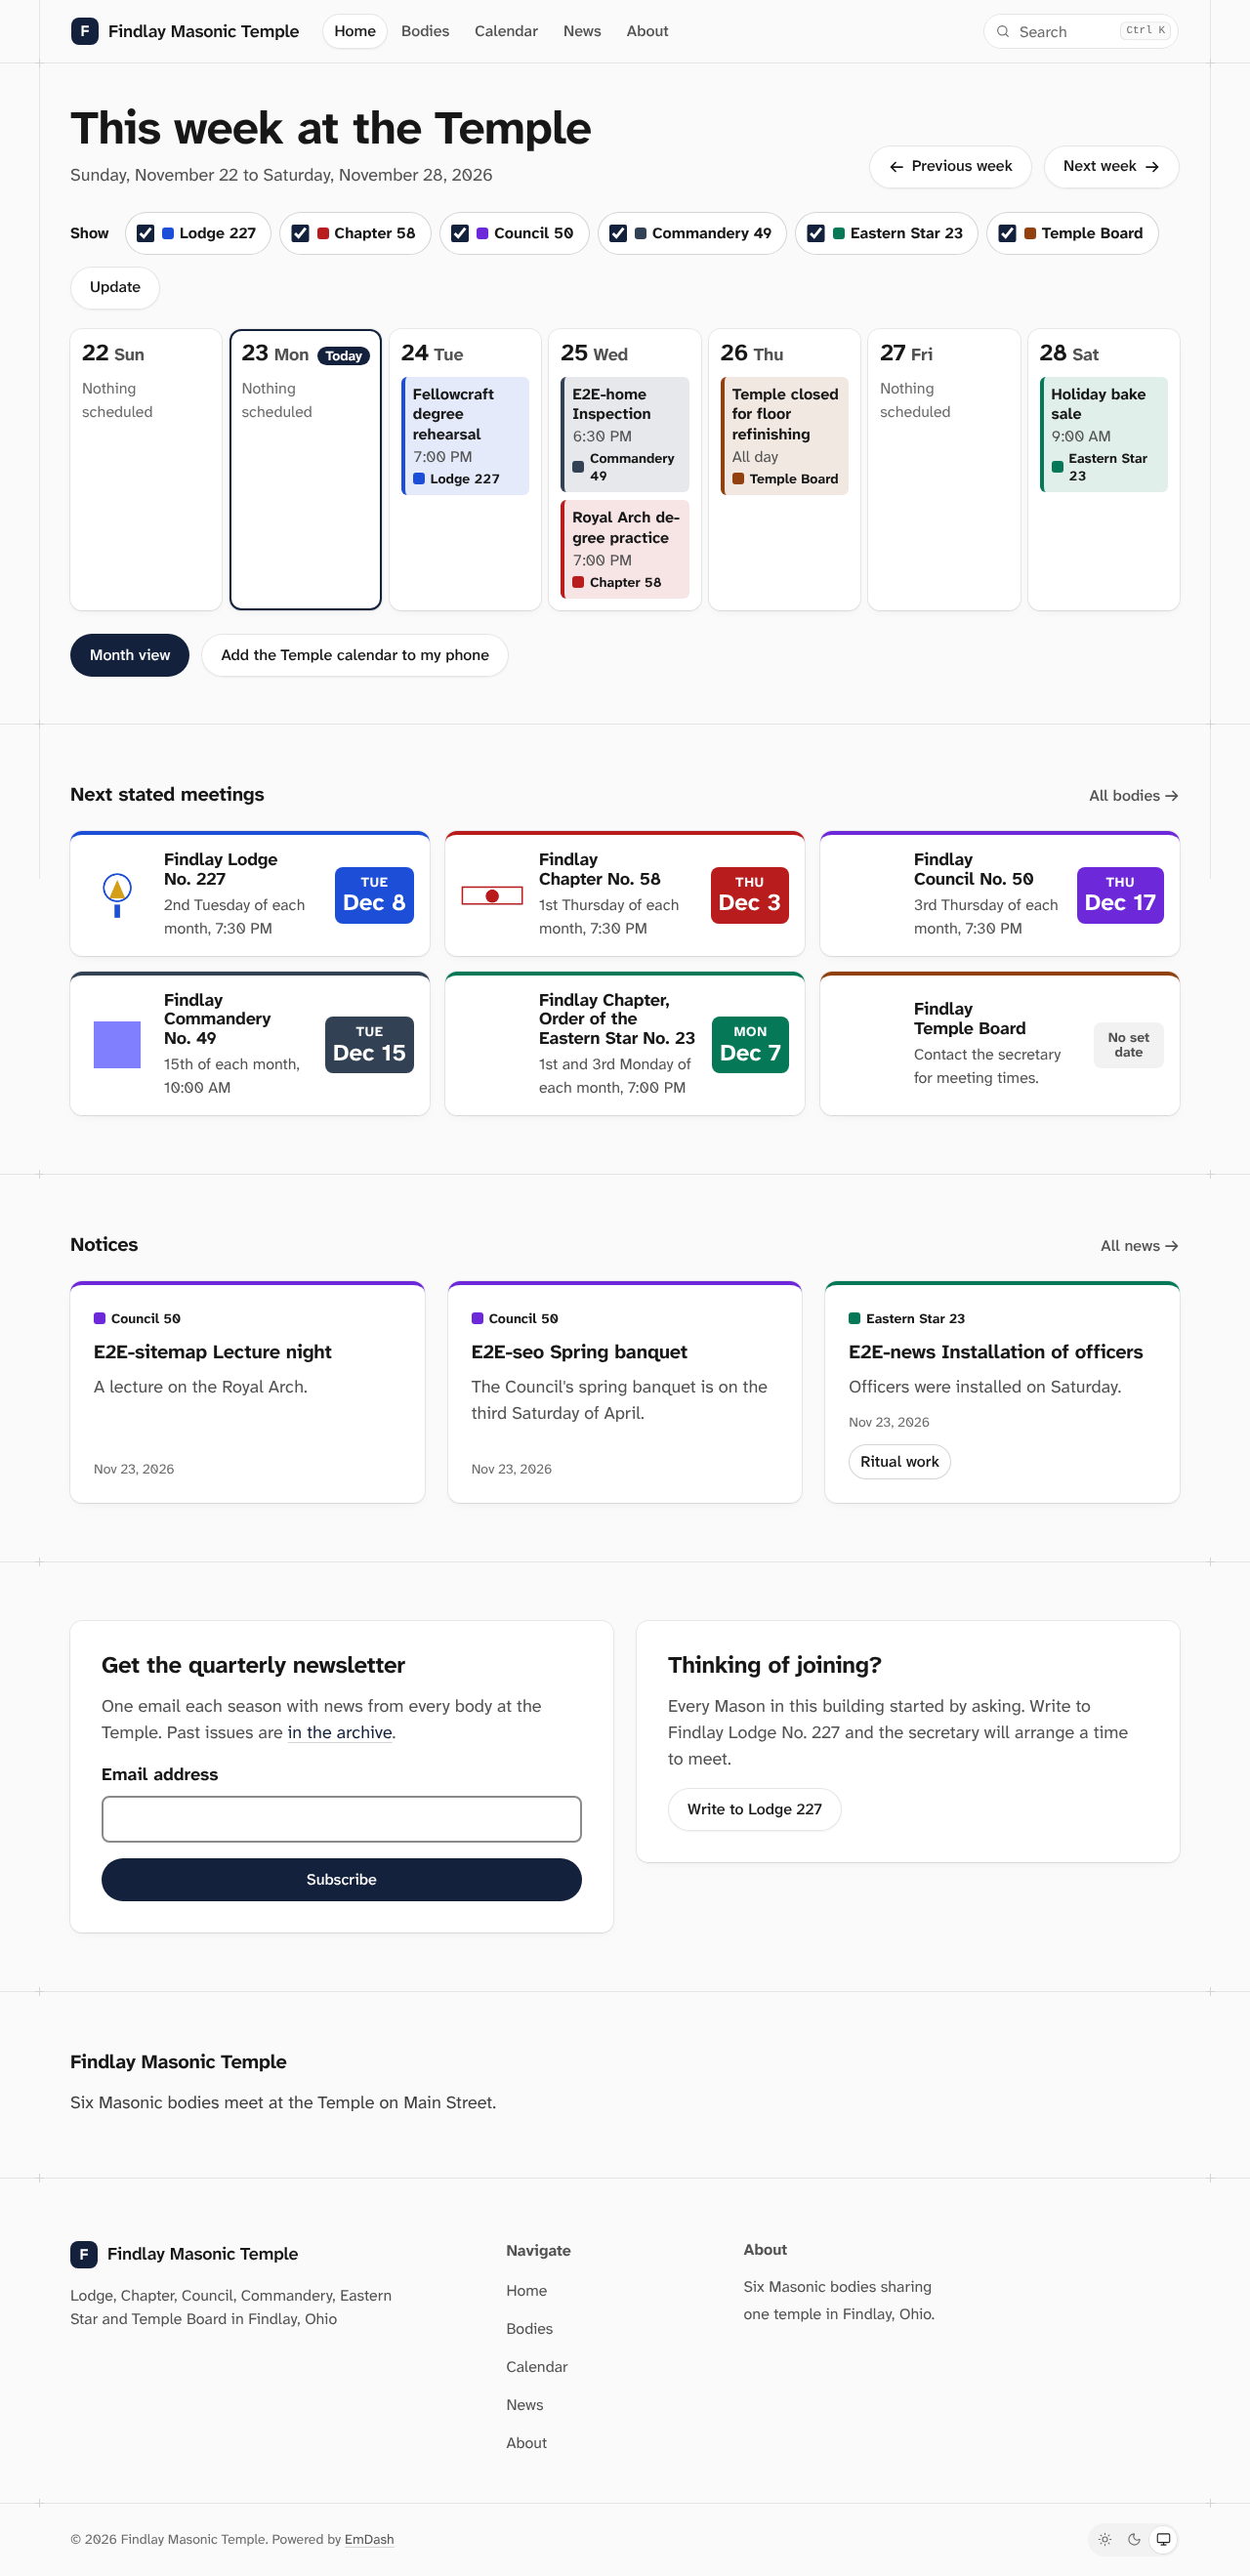 F Findlay Masonic Temple Home Bodies Calendar News About Search Ctrl K
This week at the Temple
Sunday, November 22 to Saturday, November 28, 2026
← Previous week Next week →
Show Lodge 227 Chapter 58 Council 50 Commandery 49 Eastern Star 23 Temple Board
Update
22 Sun
Nothing
scheduled
23 Mon Today
Nothing
scheduled
24 Tue
Fellowcraft
degree
rehearsal
7:00 PM
Lodge 227
25 Wed
E2E-home
Inspection
6:30 PM
Commandery
49
Royal Arch de-
gree practice
7:00 PM
Chapter 58
26 Thu
Temple closed
for floor
refinishing
All day
Temple Board
27 Fri
Nothing
scheduled
28 Sat
Holiday bake
sale
9:00 AM
Eastern Star
23
Month view Add the Temple calendar to my phone
Next stated meetings All bodies →
Findlay Lodge
No. 227
2nd Tuesday of each
month, 7:30 PM
TUE
Dec 8
Findlay
Chapter No. 58
1st Thursday of each
month, 7:30 PM
THU
Dec 3
Findlay
Council No. 50
3rd Thursday of each
month, 7:30 PM
THU
Dec 17
Findlay
Commandery
No. 49
15th of each month,
10:00 AM
TUE
Dec 15
Findlay Chapter,
Order of the
Eastern Star No. 23
1st and 3rd Monday of
each month, 7:00 PM
MON
Dec 7
Findlay
Temple Board
Contact the secretary
for meeting times.
No set
date
Notices All news →
Council 50
E2E-sitemap Lecture night
A lecture on the Royal Arch.
Nov 23, 2026
Council 50
E2E-seo Spring banquet
The Council's spring banquet is on the
third Saturday of April.
Nov 23, 2026
Eastern Star 23
E2E-news Installation of officers
Officers were installed on Saturday.
Nov 23, 2026
Ritual work
Get the quarterly newsletter
One email each season with news from every body at the
Temple. Past issues are in the archive.
Email address
Subscribe
Thinking of joining?
Every Mason in this building started by asking. Write to
Findlay Lodge No. 227 and the secretary will arrange a time
to meet.
Write to Lodge 227
Findlay Masonic Temple
Six Masonic bodies meet at the Temple on Main Street.
F Findlay Masonic Temple
Lodge, Chapter, Council, Commandery, Eastern
Star and Temple Board in Findlay, Ohio
Navigate
Home
Bodies
Calendar
News
About
About
Six Masonic bodies sharing
one temple in Findlay, Ohio.
© 2026 Findlay Masonic Temple. Powered by EmDash